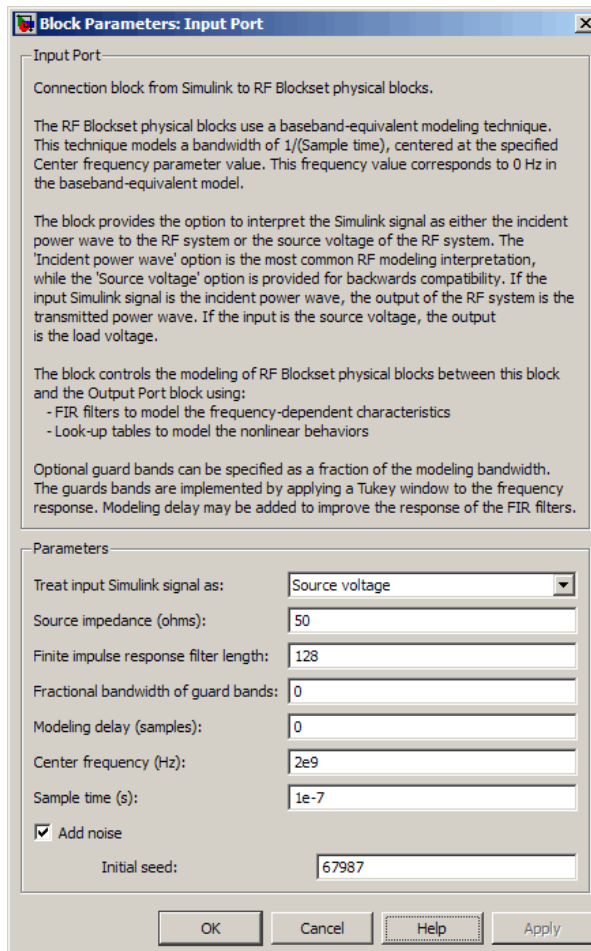 Block Parameters: Input Port
Input Port
Connection block from Simulink to RF Blockset physical blocks.
The RF Blockset physical blocks use a baseband-equivalent modeling technique.
This technique models a bandwidth of 1/(Sample time), centered at the specified
Center frequency parameter value. This frequency value corresponds to 0 Hz in
the baseband-equivalent model.
The block provides the option to interpret the Simulink signal as either the incident
power wave to the RF system or the source voltage of the RF system. The
'Incident power wave' option is the most common RF modeling interpretation,
while the 'Source voltage' option is provided for backwards compatibility. If the
input Simulink signal is the incident power wave, the output of the RF system is the
transmitted power wave. If the input is the source voltage, the output
is the load voltage.
The block controls the modeling of RF Blockset physical blocks between this block
and the Output Port block using:
- FIR filters to model the frequency-dependent characteristics
- Look-up tables to model the nonlinear behaviors
Optional guard bands can be specified as a fraction of the modeling bandwidth.
The guards bands are implemented by applying a Tukey window to the frequency
response. Modeling delay may be added to improve the response of the FIR filters.
Parameters
Treat input Simulink signal as: Source voltage
Source impedance (ohms): 50
Finite impulse response filter length: 128
Fractional bandwidth of guard bands: 0
Modeling delay (samples): 0
Center frequency (Hz): 2e9
Sample time (s): 1e-7
Add noise
Initial seed: 67987
OK Cancel Help Apply